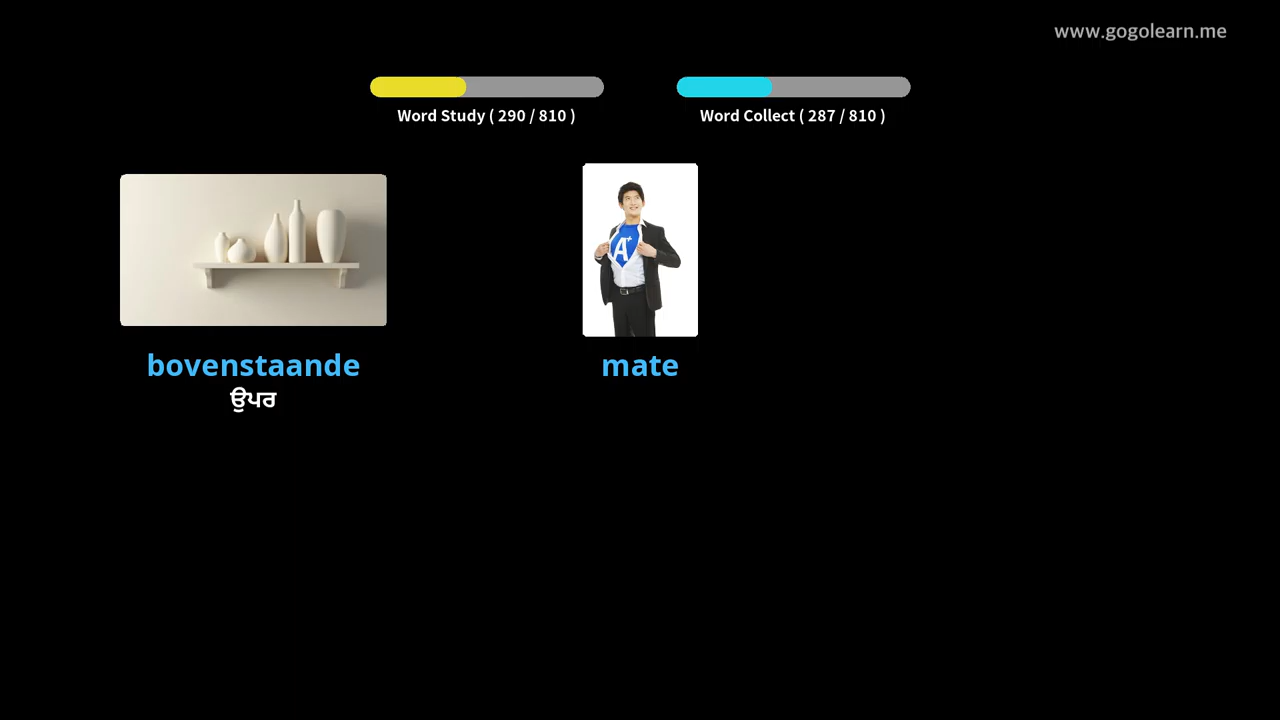 www.gogolearn.me
Word Study ( 290 / 810 )
Word Collect ( 287 / 810 )
A+
bovenstaande
ਉਪਰ
mate